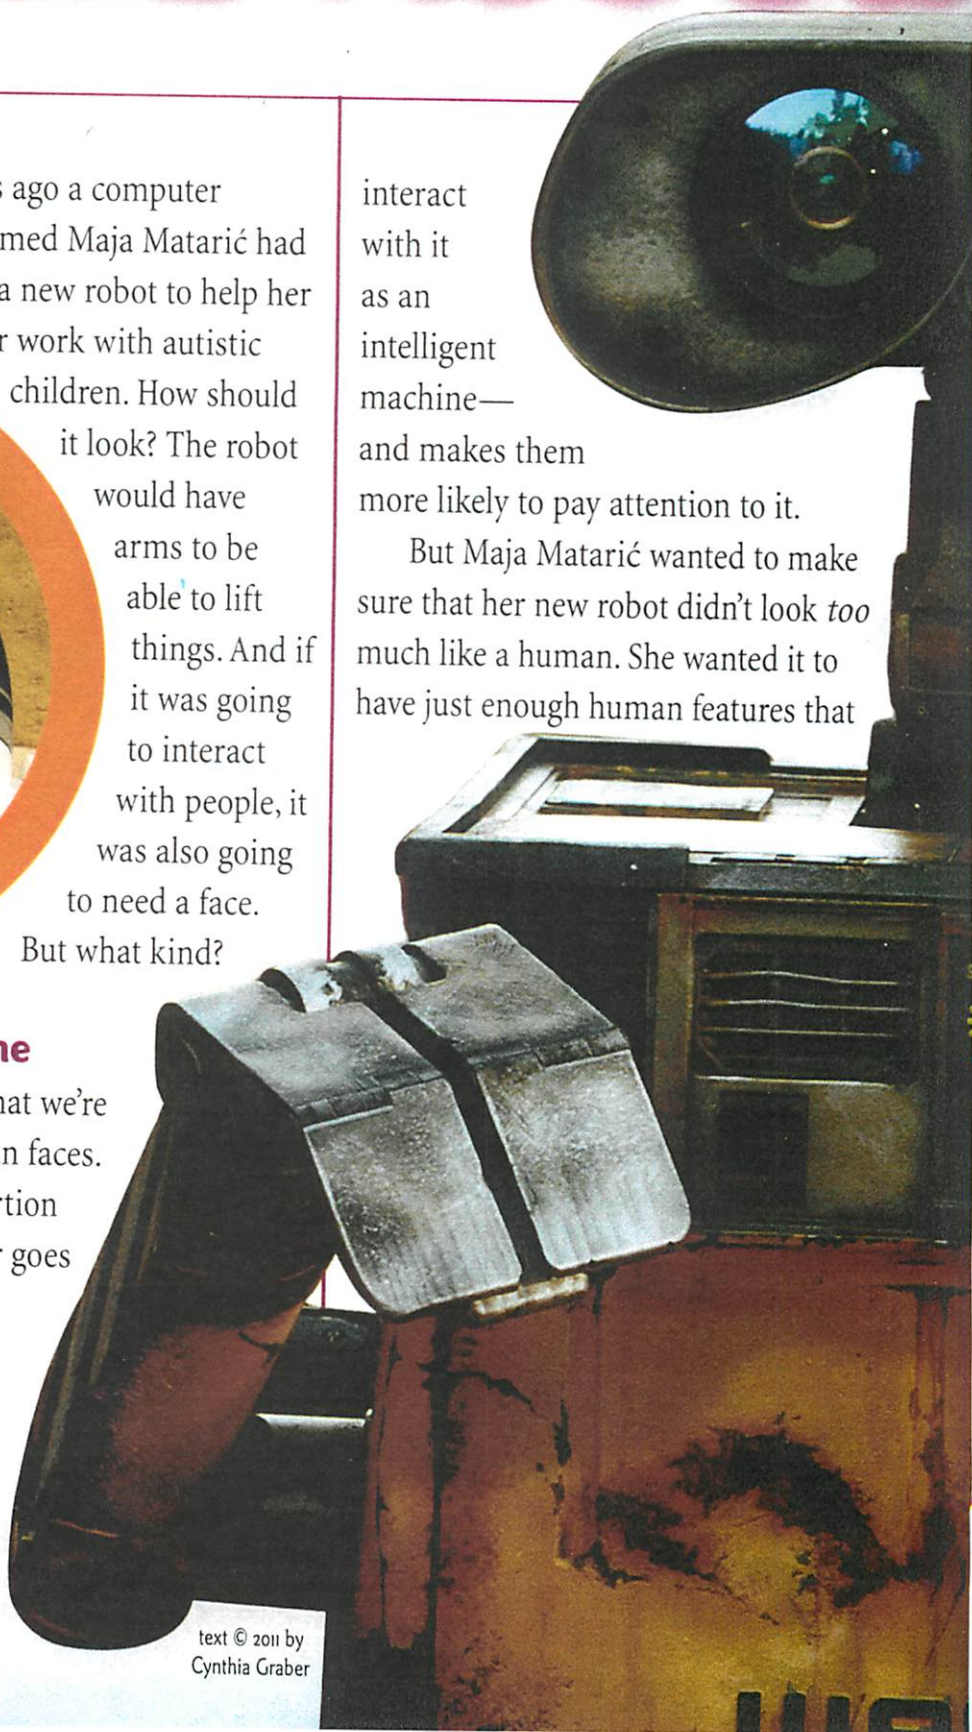 ago a computer
med Maja Matarić had
a new robot to help her
r work with autistic
children. How should
it look? The robot
would have
arms to be
able to lift
things. And if
it was going
to interact
with people, it
was also going
to need a face.
But what kind?
ne
hat we're
n faces.
rtion
goes
interact
with it
as an
intelligent
machine—
and makes them
more likely to pay attention to it.
But Maja Matarić wanted to make
sure that her new robot didn't look too
much like a human. She wanted it to
have just enough human features that
text © 2011 by
Cynthia Graber